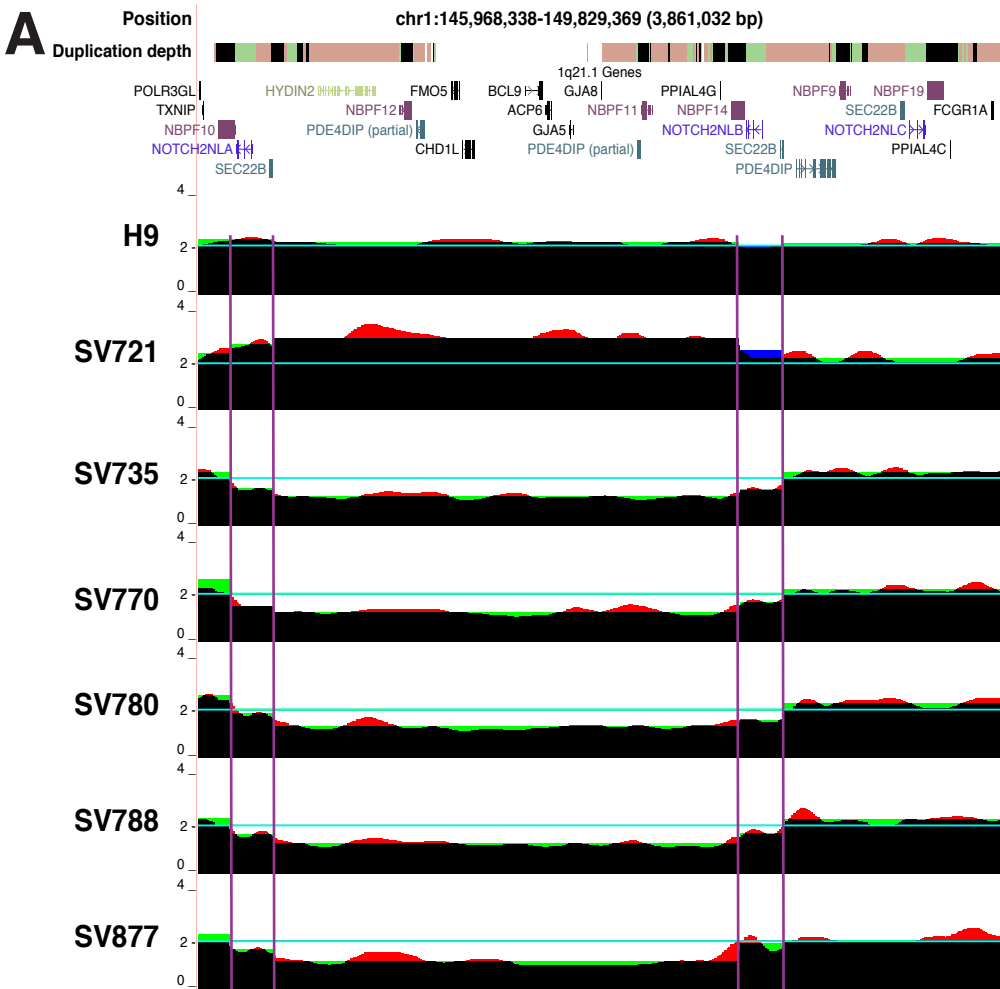 A
Position chr1:145,968,338-149,829,369 (3,861,032 bp)
Duplication depth
1q21.1 Genes
POLR3GL HYDIN2 FMO5 BCL9 GJA8 PPIAL4G NBPF9 NBPF19
TXNIP NBPF12 ACP6 NBPF11 NBPF14 SEC22B FCGR1A
NBPF10 PDE4DIP (partial) GJA5 NOTCH2NLB NOTCH2NLC
NOTCH2NLA CHD1L PDE4DIP (partial) SEC22B PPIAL4C
SEC22B PDE4DIP
4
H9
2
0
4
SV721
2
0
4
SV735
2
0
4
SV770
2
0
4
SV780
2
0
4
SV788
2
0
4
SV877
2
0